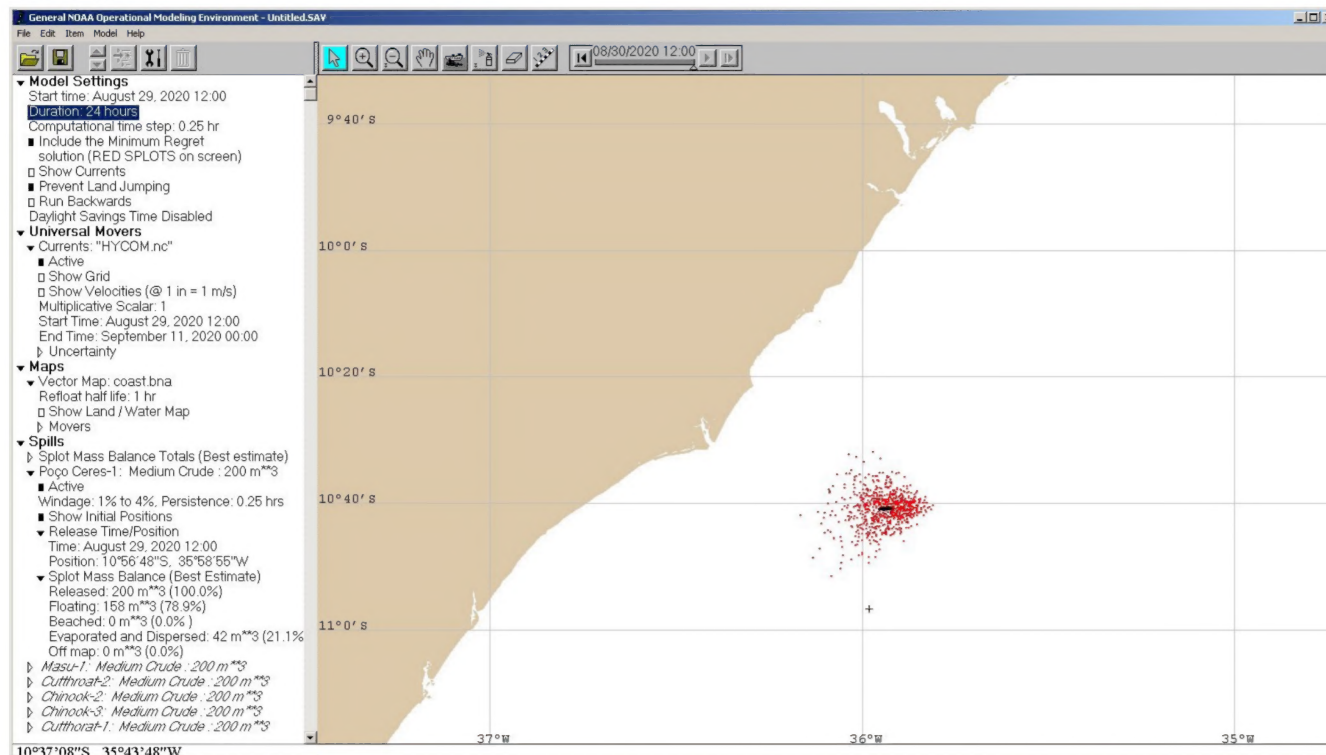 General NOAA Operational Modeling Environment - Untitled.SAV
File Edit Item Model Help
08/30/2020 12:00
Model Settings
Start time: August 29, 2020 12:00
Duration: 24 hours
Computational time step: 0.25 hr
Include the Minimum Regret
solution (RED SPLOTS on screen)
Show Currents
Prevent Land Jumping
Run Backwards
Daylight Savings Time Disabled
Universal Movers
Currents: "HYCOM.nc"
Active
Show Grid
Show Velocities (@ 1 in = 1 m/s)
Multiplicative Scalar: 1
Start Time: August 29, 2020 12:00
End Time: September 11, 2020 00:00
Uncertainty
Maps
Vector Map: coast.bna
Refloat half life: 1 hr
Show Land / Water Map
Movers
Spills
Splot Mass Balance Totals (Best estimate)
Poço Ceres-1: Medium Crude : 200 m**3
Active
Windage: 1% to 4%, Persistence: 0.25 hrs
Show Initial Positions
Release Time/Position
Time: August 29, 2020 12:00
Position: 10°56'48"S, 35°58'55"W
Splot Mass Balance (Best Estimate)
Released: 200 m**3 (100.0%)
Floating: 158 m**3 (78.9%)
Beached: 0 m**3 (0.0% )
Evaporated and Dispersed: 42 m**3 (21.1%
Off map: 0 m**3 (0.0%)
Masu-1: Medium Crude : 200 m**3
Cutthroat-2: Medium Crude : 200 m**3
Chinook-2: Medium Crude : 200 m**3
Chinook-3: Medium Crude : 200 m**3
Cutthorat-1: Medium Crude : 200 m**3
10°37'08"S 35°43'48"W
9°40' S
10°0' S
10°20' S
10°40' S
11°0' S
37°W 36°W 35°W